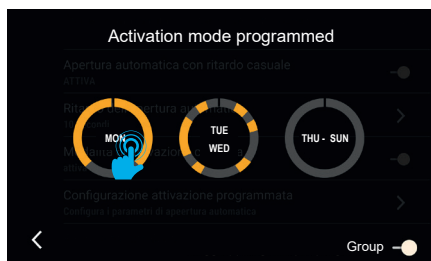 Activation mode programmed
Apertura automatica con ritardo casuale
ATTIVA
MON
TUE
WED
THU - SUN
Configurazione attivazione programmata
Configura i parametri di apertura automatica
Group